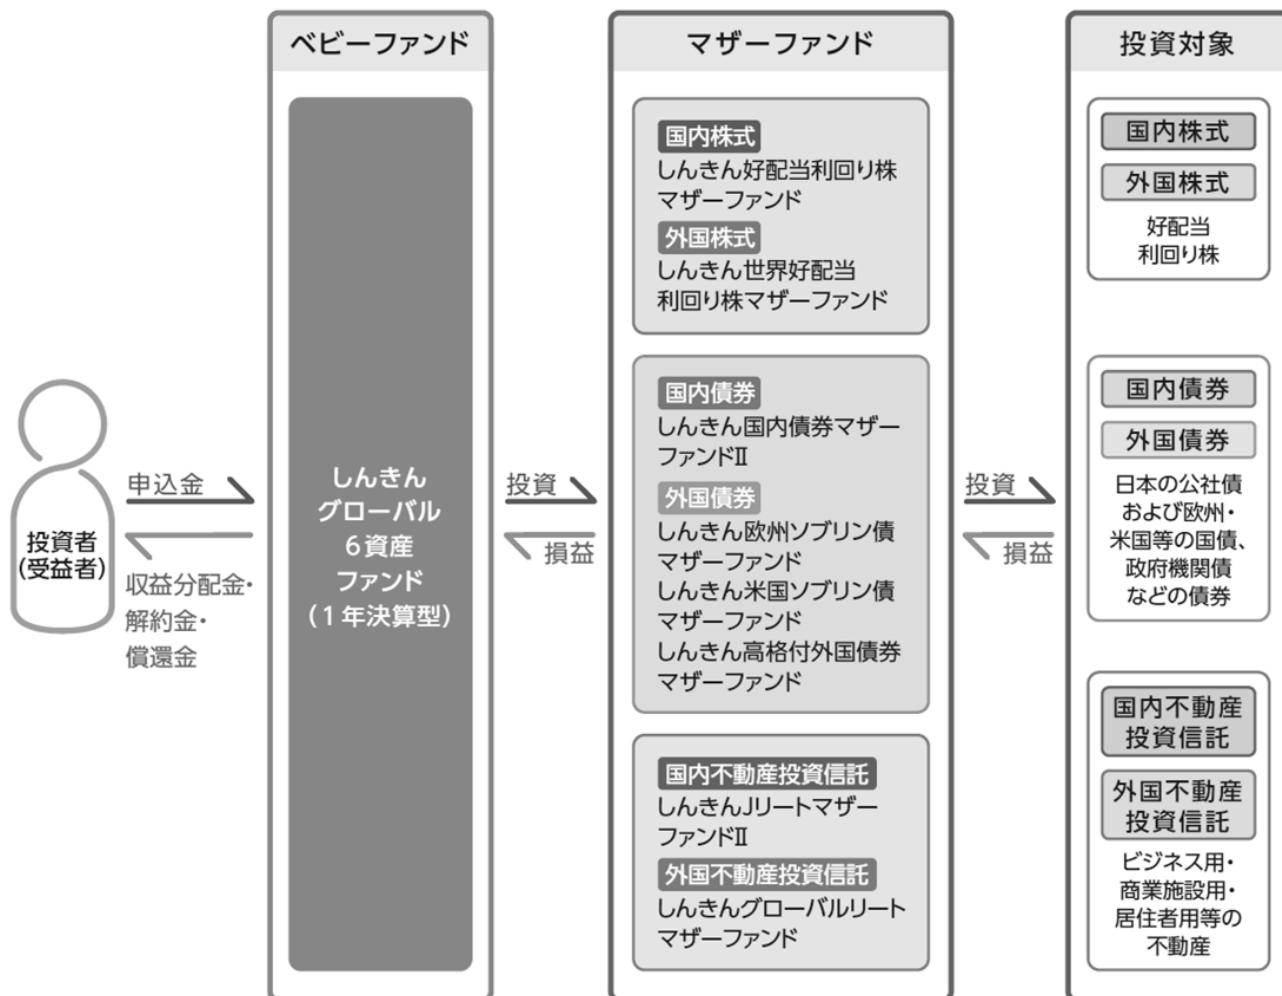 ベビーファンド
マザーファンド
投資対象
投資者
(受益者)
申込金
収益分配金・
解約金・
償還金
しんきん
グローバル
6資産
ファンド
(1年決算型)
投資
損益
国内株式
しんきん好配当利回り株
マザーファンド
外国株式
しんきん世界好配当
利回り株マザーファンド
国内債券
しんきん国内債券マザー
ファンドⅡ
外国債券
しんきん欧州ソブリン債
マザーファンド
しんきん米国ソブリン債
マザーファンド
しんきん高格付外国債券
マザーファンド
国内不動産投資信託
しんきんJリートマザー
ファンドⅡ
外国不動産投資信託
しんきんグローバルリート
マザーファンド
投資
損益
国内株式
外国株式
好配当
利回り株
国内債券
外国債券
日本の公社債
および欧州・
米国等の国債、
政府機関債
などの債券
国内不動産
投資信託
外国不動産
投資信託
ビジネス用・
商業施設用・
居住者用等の
不動産